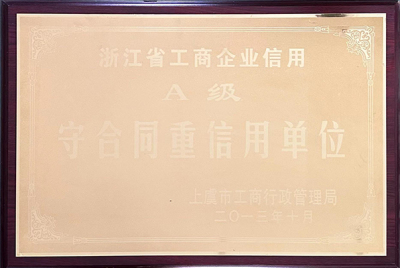 浙江省工商企业信用
A级
守合同重信用单位
上虞市工商行政管理局
二〇一三年十月